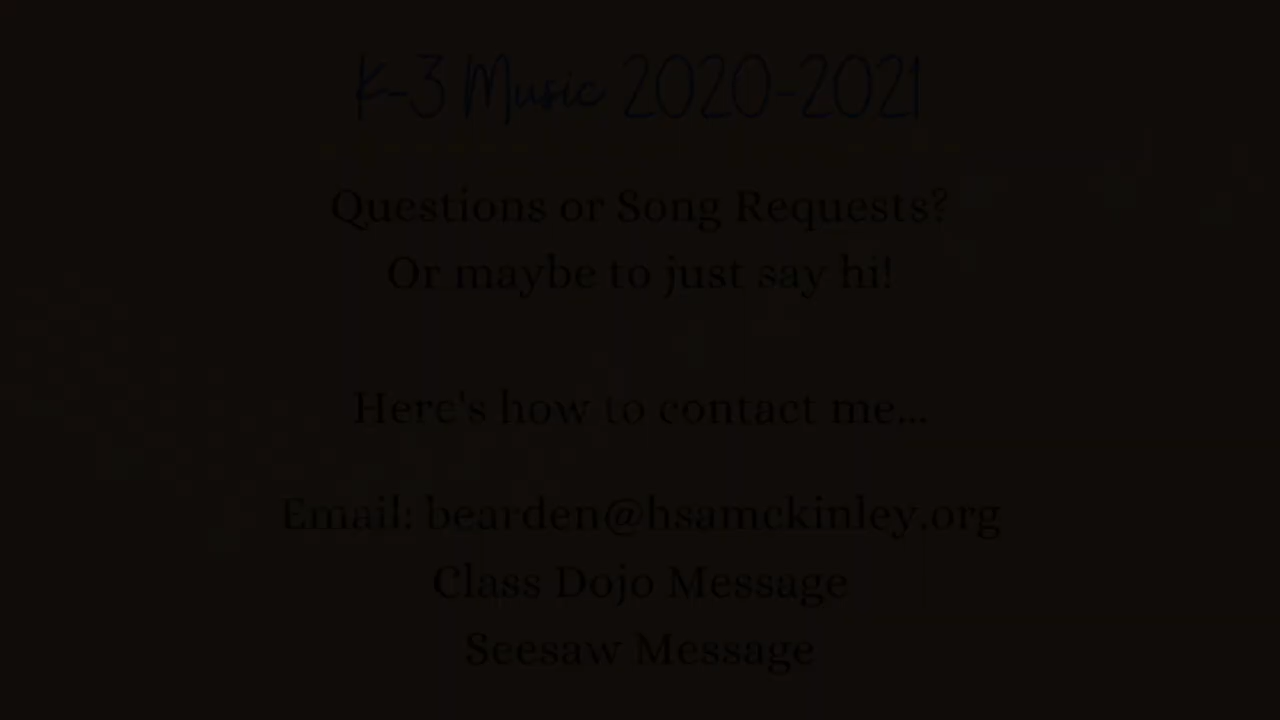 K-3 Music 2020-2021
Questions or Song Requests?
Or maybe to just say hi!
Here's how to contact me...
Email: bearden@hsamckinley.org
Class Dojo Message
Seesaw Message